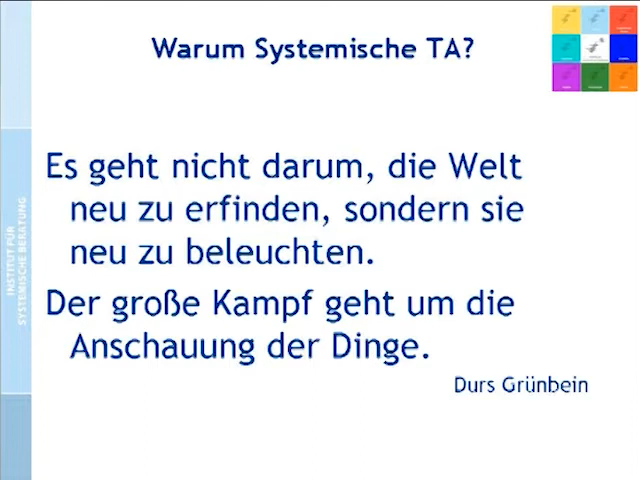 Warum Systemische TA?
Es geht nicht darum, die Welt
neu zu erfinden, sondern sie
neu zu beleuchten.
Der große Kampf geht um die
Anschauung der Dinge.
Durs Grünbein
INSTITUT FÜR
SYSTEMISCHE BERATUNG